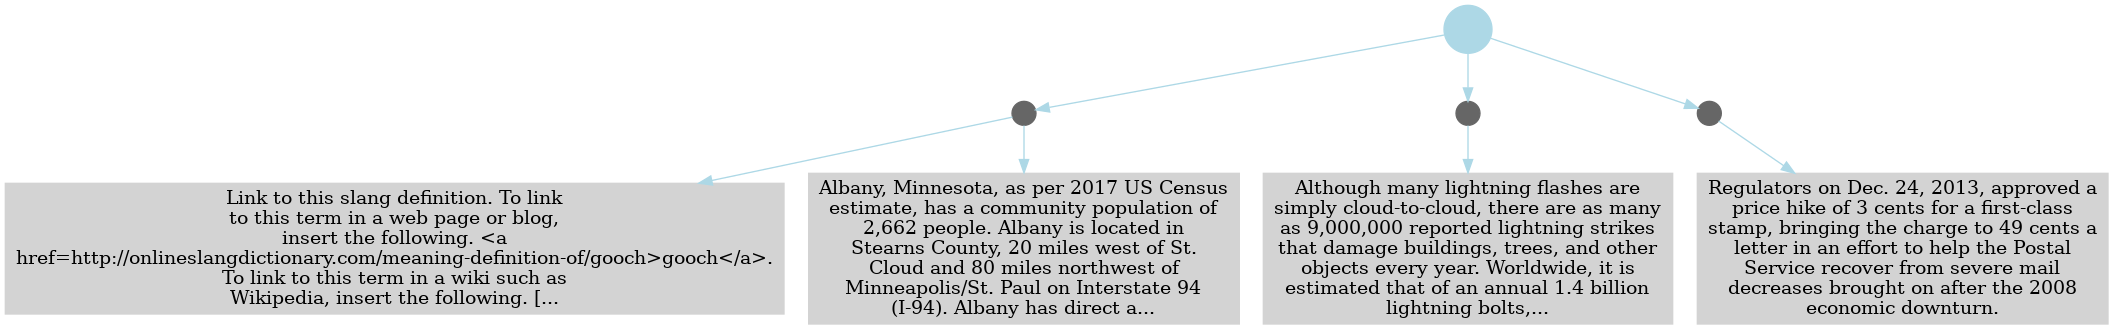 Link to this slang definition. To link
to this term in a web page or blog,
insert the following. <a
href=http://onlineslangdictionary.com/meaning-definition-of/gooch>gooch</a>.
To link to this term in a wiki such as
Wikipedia, insert the following. [...
Albany, Minnesota, as per 2017 US Census
estimate, has a community population of
2,662 people. Albany is located in
Stearns County, 20 miles west of St.
Cloud and 80 miles northwest of
Minneapolis/St. Paul on Interstate 94
(I-94). Albany has direct a...
Although many lightning flashes are
simply cloud-to-cloud, there are as many
as 9,000,000 reported lightning strikes
that damage buildings, trees, and other
objects every year. Worldwide, it is
estimated that of an annual 1.4 billion
lightning bolts,...
Regulators on Dec. 24, 2013, approved a
price hike of 3 cents for a first-class
stamp, bringing the charge to 49 cents a
letter in an effort to help the Postal
Service recover from severe mail
decreases brought on after the 2008
economic downturn.